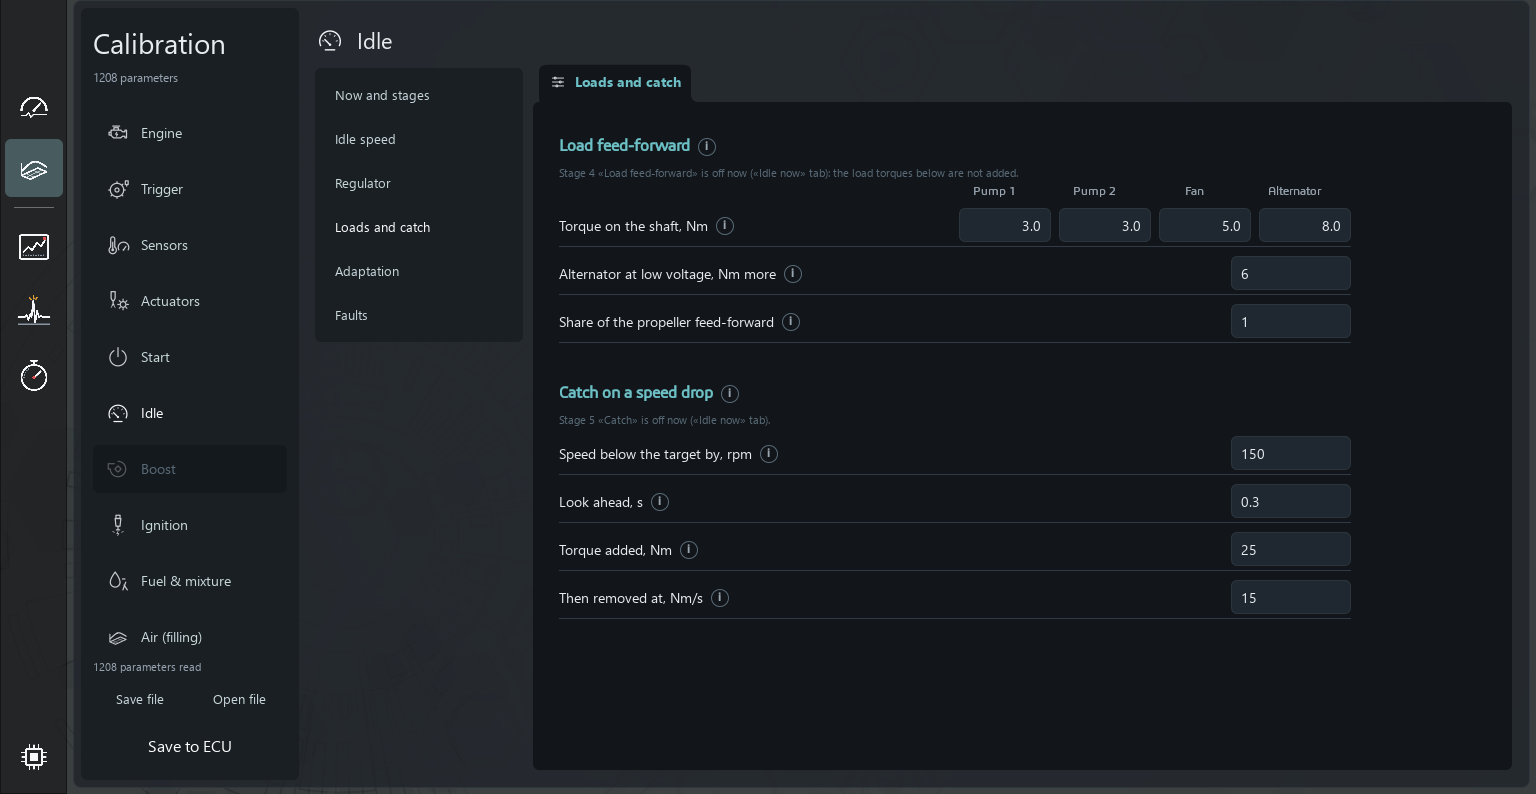 Calibration
1208 parameters
Engine
Trigger
Sensors
Actuators
Start
Idle
Boost
Ignition
Fuel & mixture
Air (filling)
1208 parameters read
Save file
Open file
Save to ECU
Idle
Now and stages
Idle speed
Regulator
Loads and catch
Adaptation
Faults
Loads and catch
Load feed-forward
Stage 4 «Load feed-forward» is off now («Idle now» tab): the load torques below are not added.
Pump 1 Pump 2 Fan Alternator
Torque on the shaft, Nm 3.0 3.0 5.0 8.0
Alternator at low voltage, Nm more 6
Share of the propeller feed-forward 1
Catch on a speed drop
Stage 5 «Catch» is off now («Idle now» tab).
Speed below the target by, rpm 150
Look ahead, s 0.3
Torque added, Nm 25
Then removed at, Nm/s 15